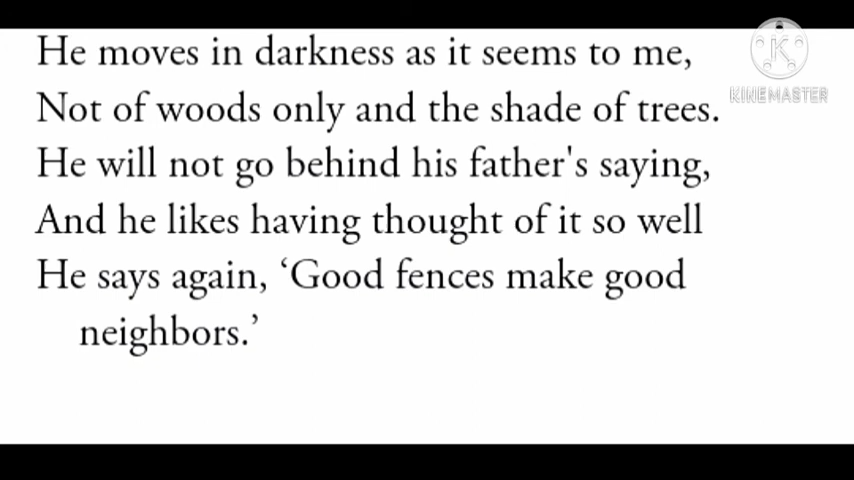 He moves in darkness as it seems to me,
Not of woods only and the shade of trees.
He will not go behind his father's saying,
And he likes having thought of it so well
He says again, ‘Good fences make good
neighbors.’
K
KINEMASTER